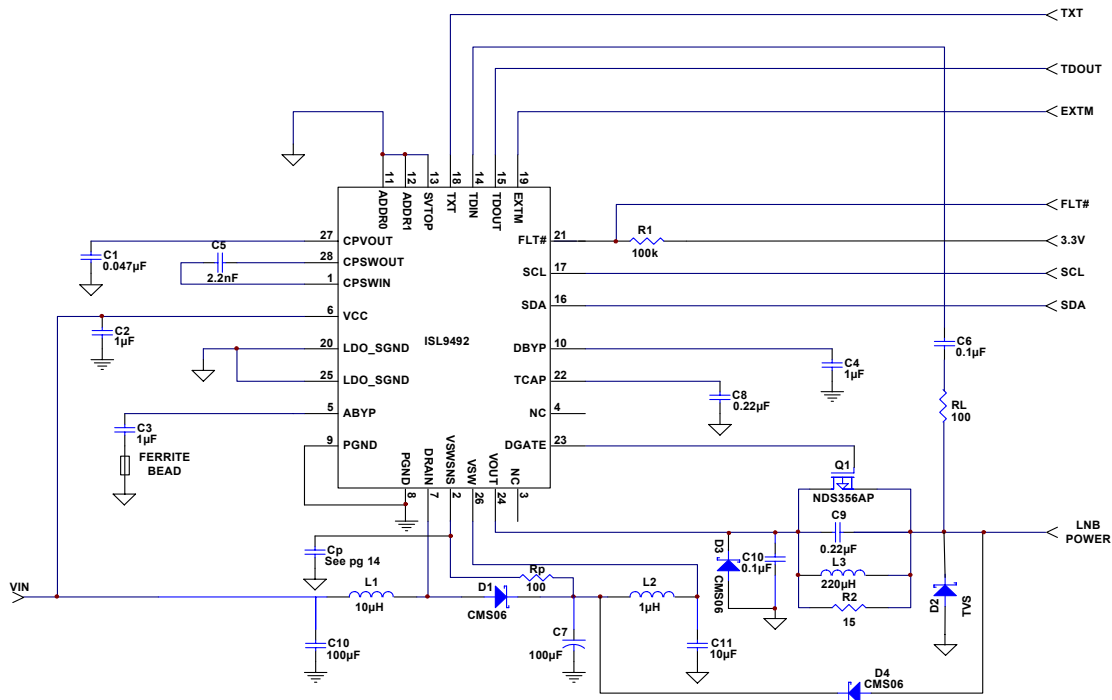 TXT
TDOUT
EXTM
11
12
13
18
14
15
19
ADDR0
ADDR1
SVTOP
TXT
TDIN
TDOUT
EXTM
FLT#
27
CPVOUT
FLT#
21
R1
100k
3.3V
C1
0.047µF
C5
2.2nF
28
CPSWOUT
1
CPSWIN
SCL
17
SCL
6
VCC
SDA
16
SDA
C2
1µF
ISL9492
20
LDO_SGND
DBYP
10
C4
1µF
C6
0.1µF
25
LDO_SGND
TCAP
22
C8
0.22µF
RL
100
5
ABYP
NC
4
C3
1µF
FERRITE
BEAD
9
PGND
DGATE
23
PGND
DRAIN
VSWSNS
VSW
VOUT
NC
8
7
2
26
24
3
Q1
NDS356AP
C9
0.22µF
LNB
POWER
Cp
See pg 14
D3
CMS06
C10
0.1µF
L3
220µH
R2
15
D2
TVS
VIN
L1
10µH
D1
CMS06
Rp
100
L2
1µH
C10
100µF
C7
100µF
C11
10µF
D4
CMS06